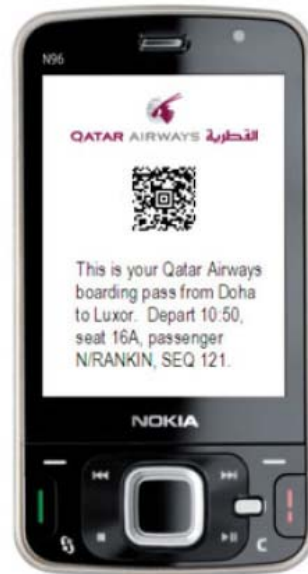 N96
QATAR AIRWAYS القطرية
This is your Qatar Airways
boarding pass from Doha
to Luxor. Depart 10:50,
seat 16A, passenger
N/RANKIN, SEQ 121.
NOKIA
C